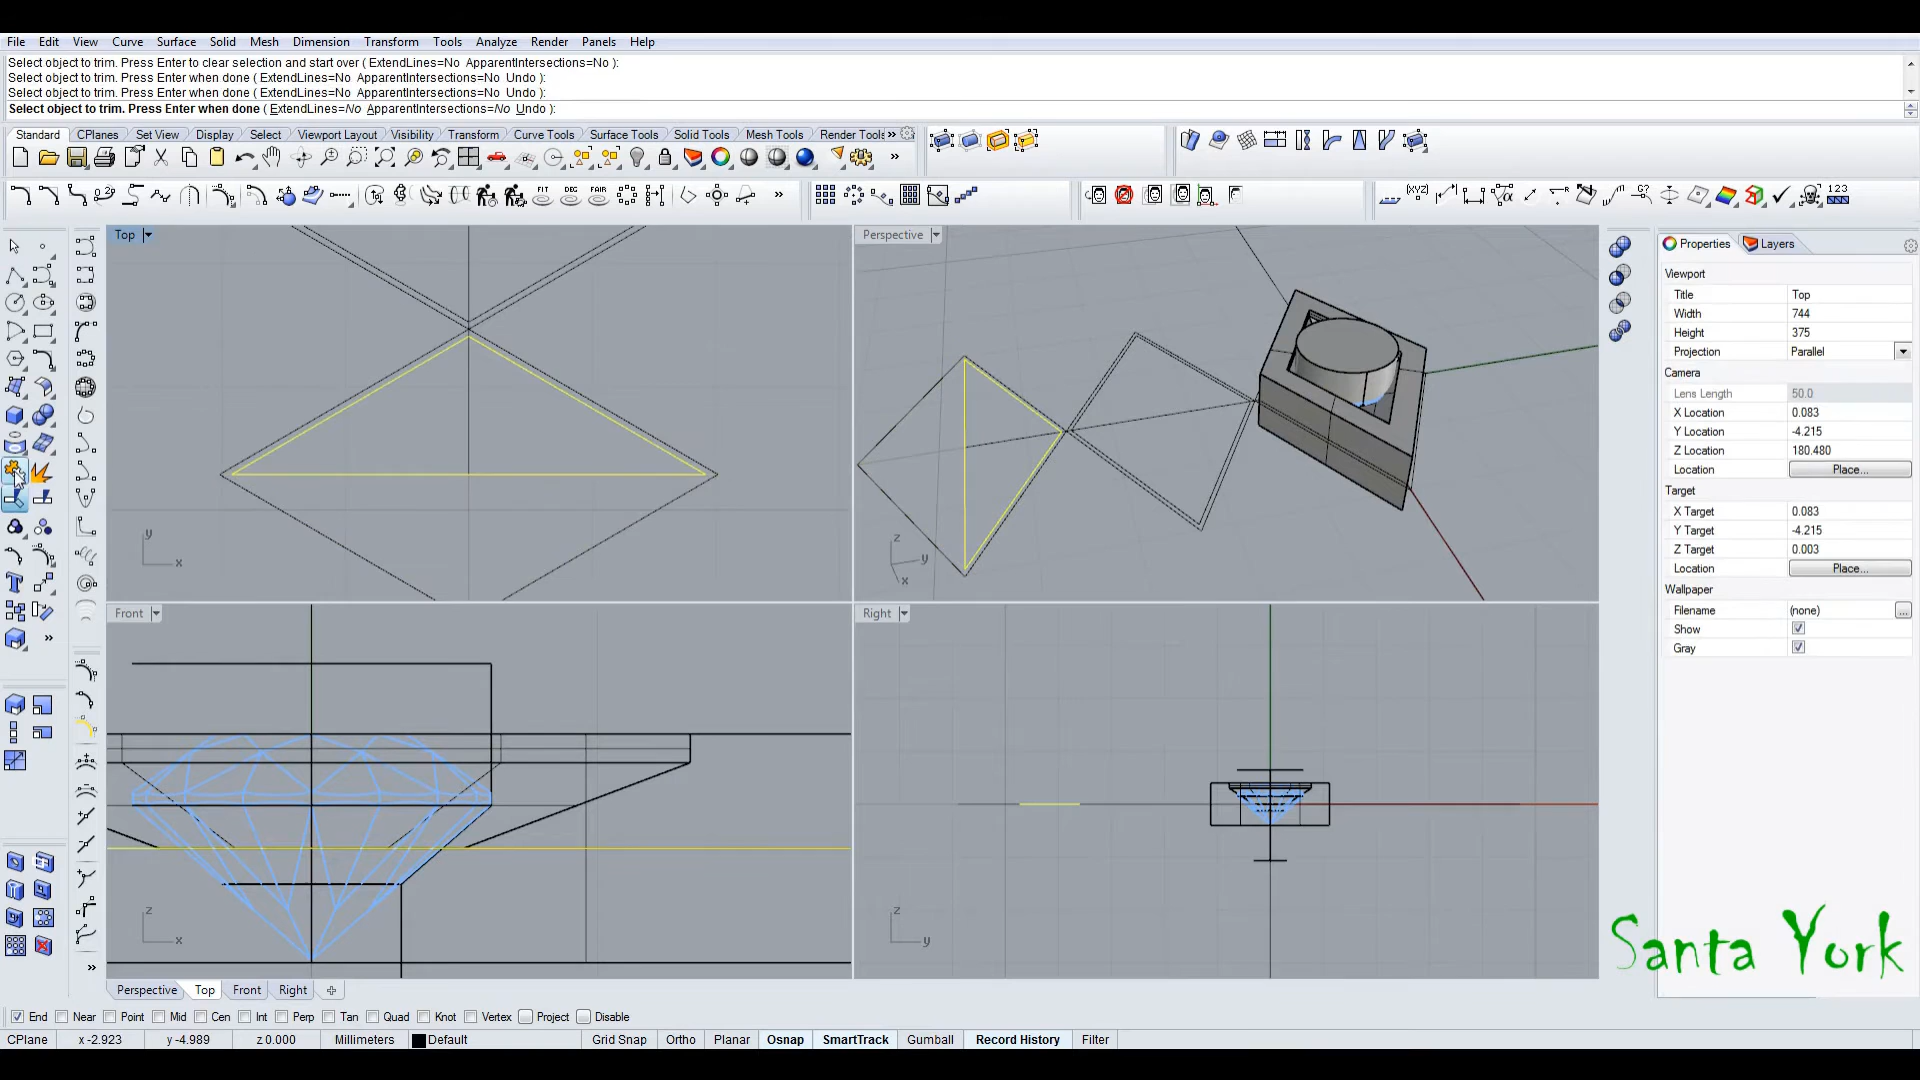 File Edit View Curve Surface Solid Mesh Dimension Transform Tools Analyze Render Panels Help
Select object to trim. Press Enter to clear selection and start over ( ExtendLines=No ApparentIntersections=No ):
Select object to trim. Press Enter when done ( ExtendLines=No ApparentIntersections=No Undo ):
Select object to trim. Press Enter when done ( ExtendLines=No ApparentIntersections=No Undo ):
Select object to trim. Press Enter when done ( ExtendLines=No ApparentIntersections=No Undo ):
Standard CPlanes Set View Display Select Viewport Layout Visibility Transform Curve Tools Surface Tools Solid Tools Mesh Tools Render Tools »
FIT DEG FAIR
XYZ G? 123
Top Perspective
Properties Layers
Viewport
Title Top
Width 744
Height 375
Projection Parallel
Camera
Lens Length 50.0
X Location 0.083
Y Location -4.215
Z Location 180.480
Location Place...
Target
X Target 0.083
Y Target -4.215
Z Target 0.003
Location Place...
Wallpaper
Filename (none) ...
Show
Gray
y x
z y x
Front Right
z x
z y
Santa York
Perspective Top Front Right
End Near Point Mid Cen Int Perp Tan Quad Knot Vertex Project Disable
CPlane x -2.923 y -4.989 z 0.000 Millimeters Default Grid Snap Ortho Planar Osnap SmartTrack Gumball Record History Filter